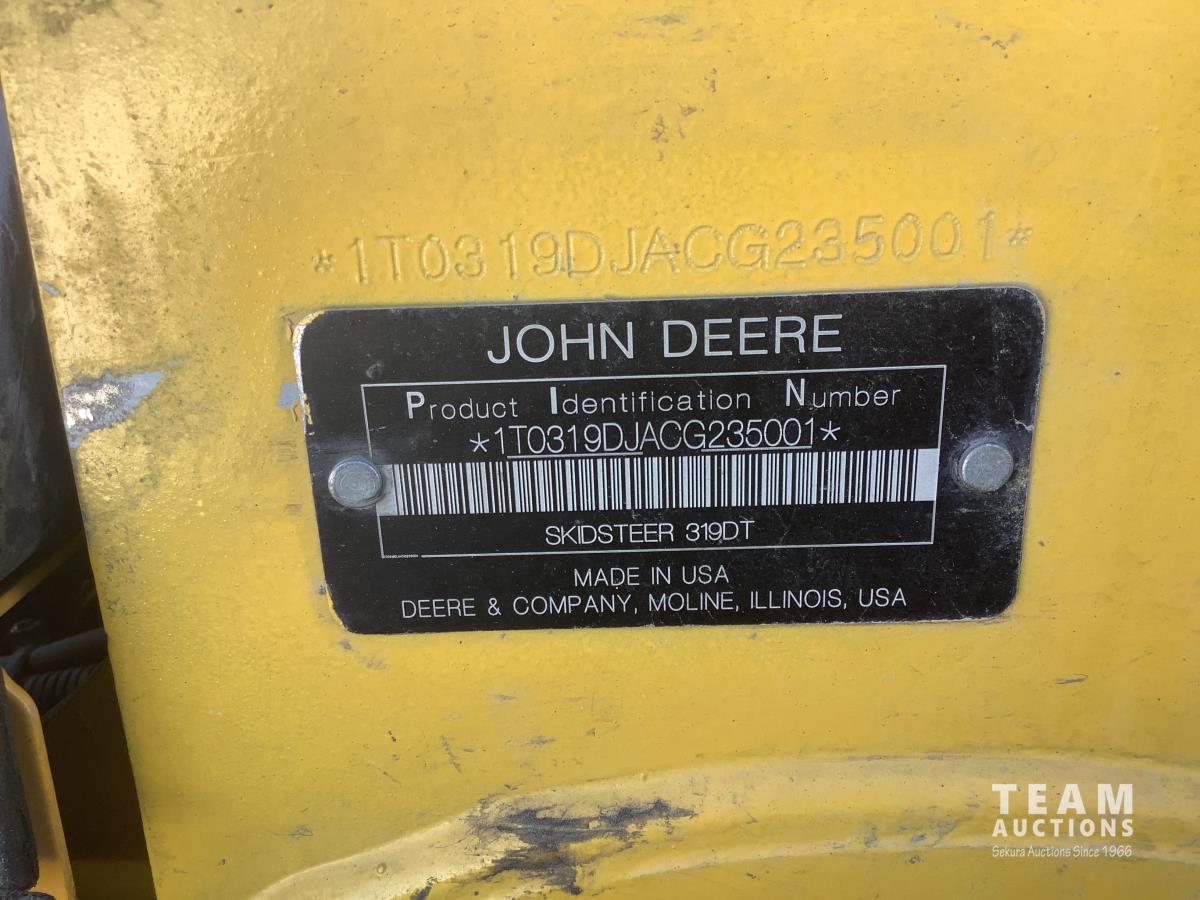 *1T0319DJACG235001*
JOHN DEERE
Product Identification Number
*1T0319DJACG235001*
SKIDSTEER 319DT
MADE IN USA
DEERE & COMPANY, MOLINE, ILLINOIS, USA
TEAM
AUCTIONS
Sekura Auctions Since 1966